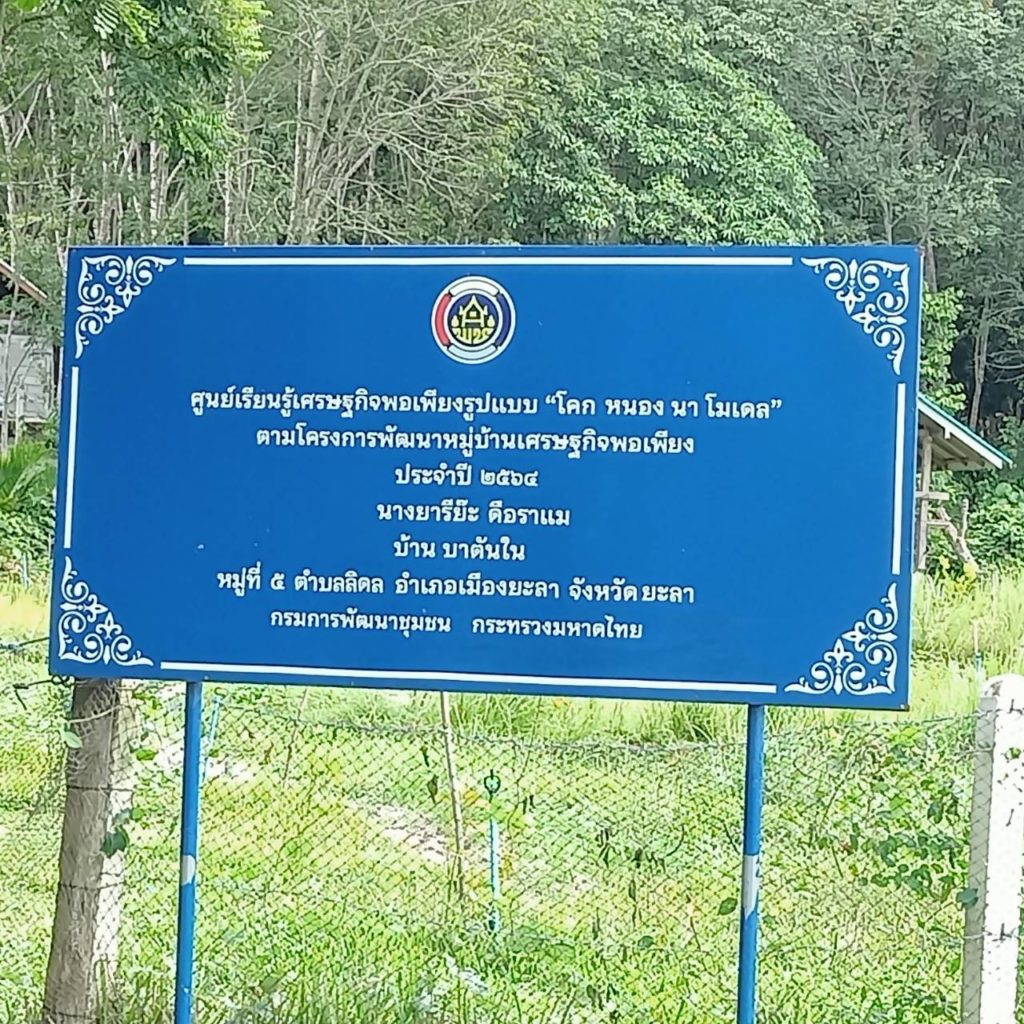 พช
ศูนย์เรียนรู้เศรษฐกิจพอเพียงรูปแบบ “โคก หนอง นา โมเดล”
ตามโครงการพัฒนาหมู่บ้านเศรษฐกิจพอเพียง
ประจำปี ๒๕๖๔
นางยารีย๊ะ ดือราแม
บ้าน บาตันใน
หมู่ที่ ๕ ตำบลลิดล อำเภอเมืองยะลา จังหวัดยะลา
กรมการพัฒนาชุมชน กระทรวงมหาดไทย